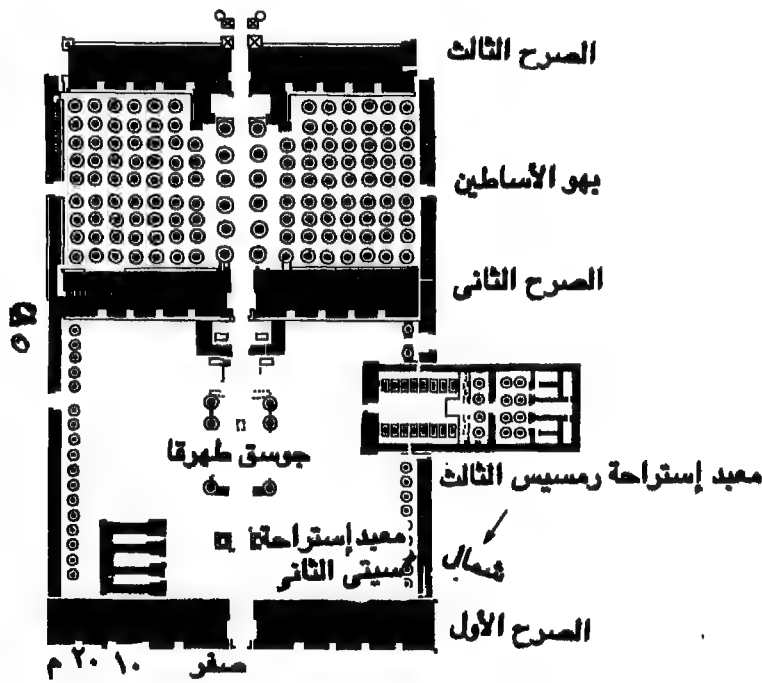 الصرح الثالث
بهو الأساطين
الصرح الثانى
جوسق طهرقا
معبد إستراحة رمسيس الثالث
معبد إستراحة
سيتى الثانى
شمال
الصرح الأول
صفر ١٠ ٢٠ م